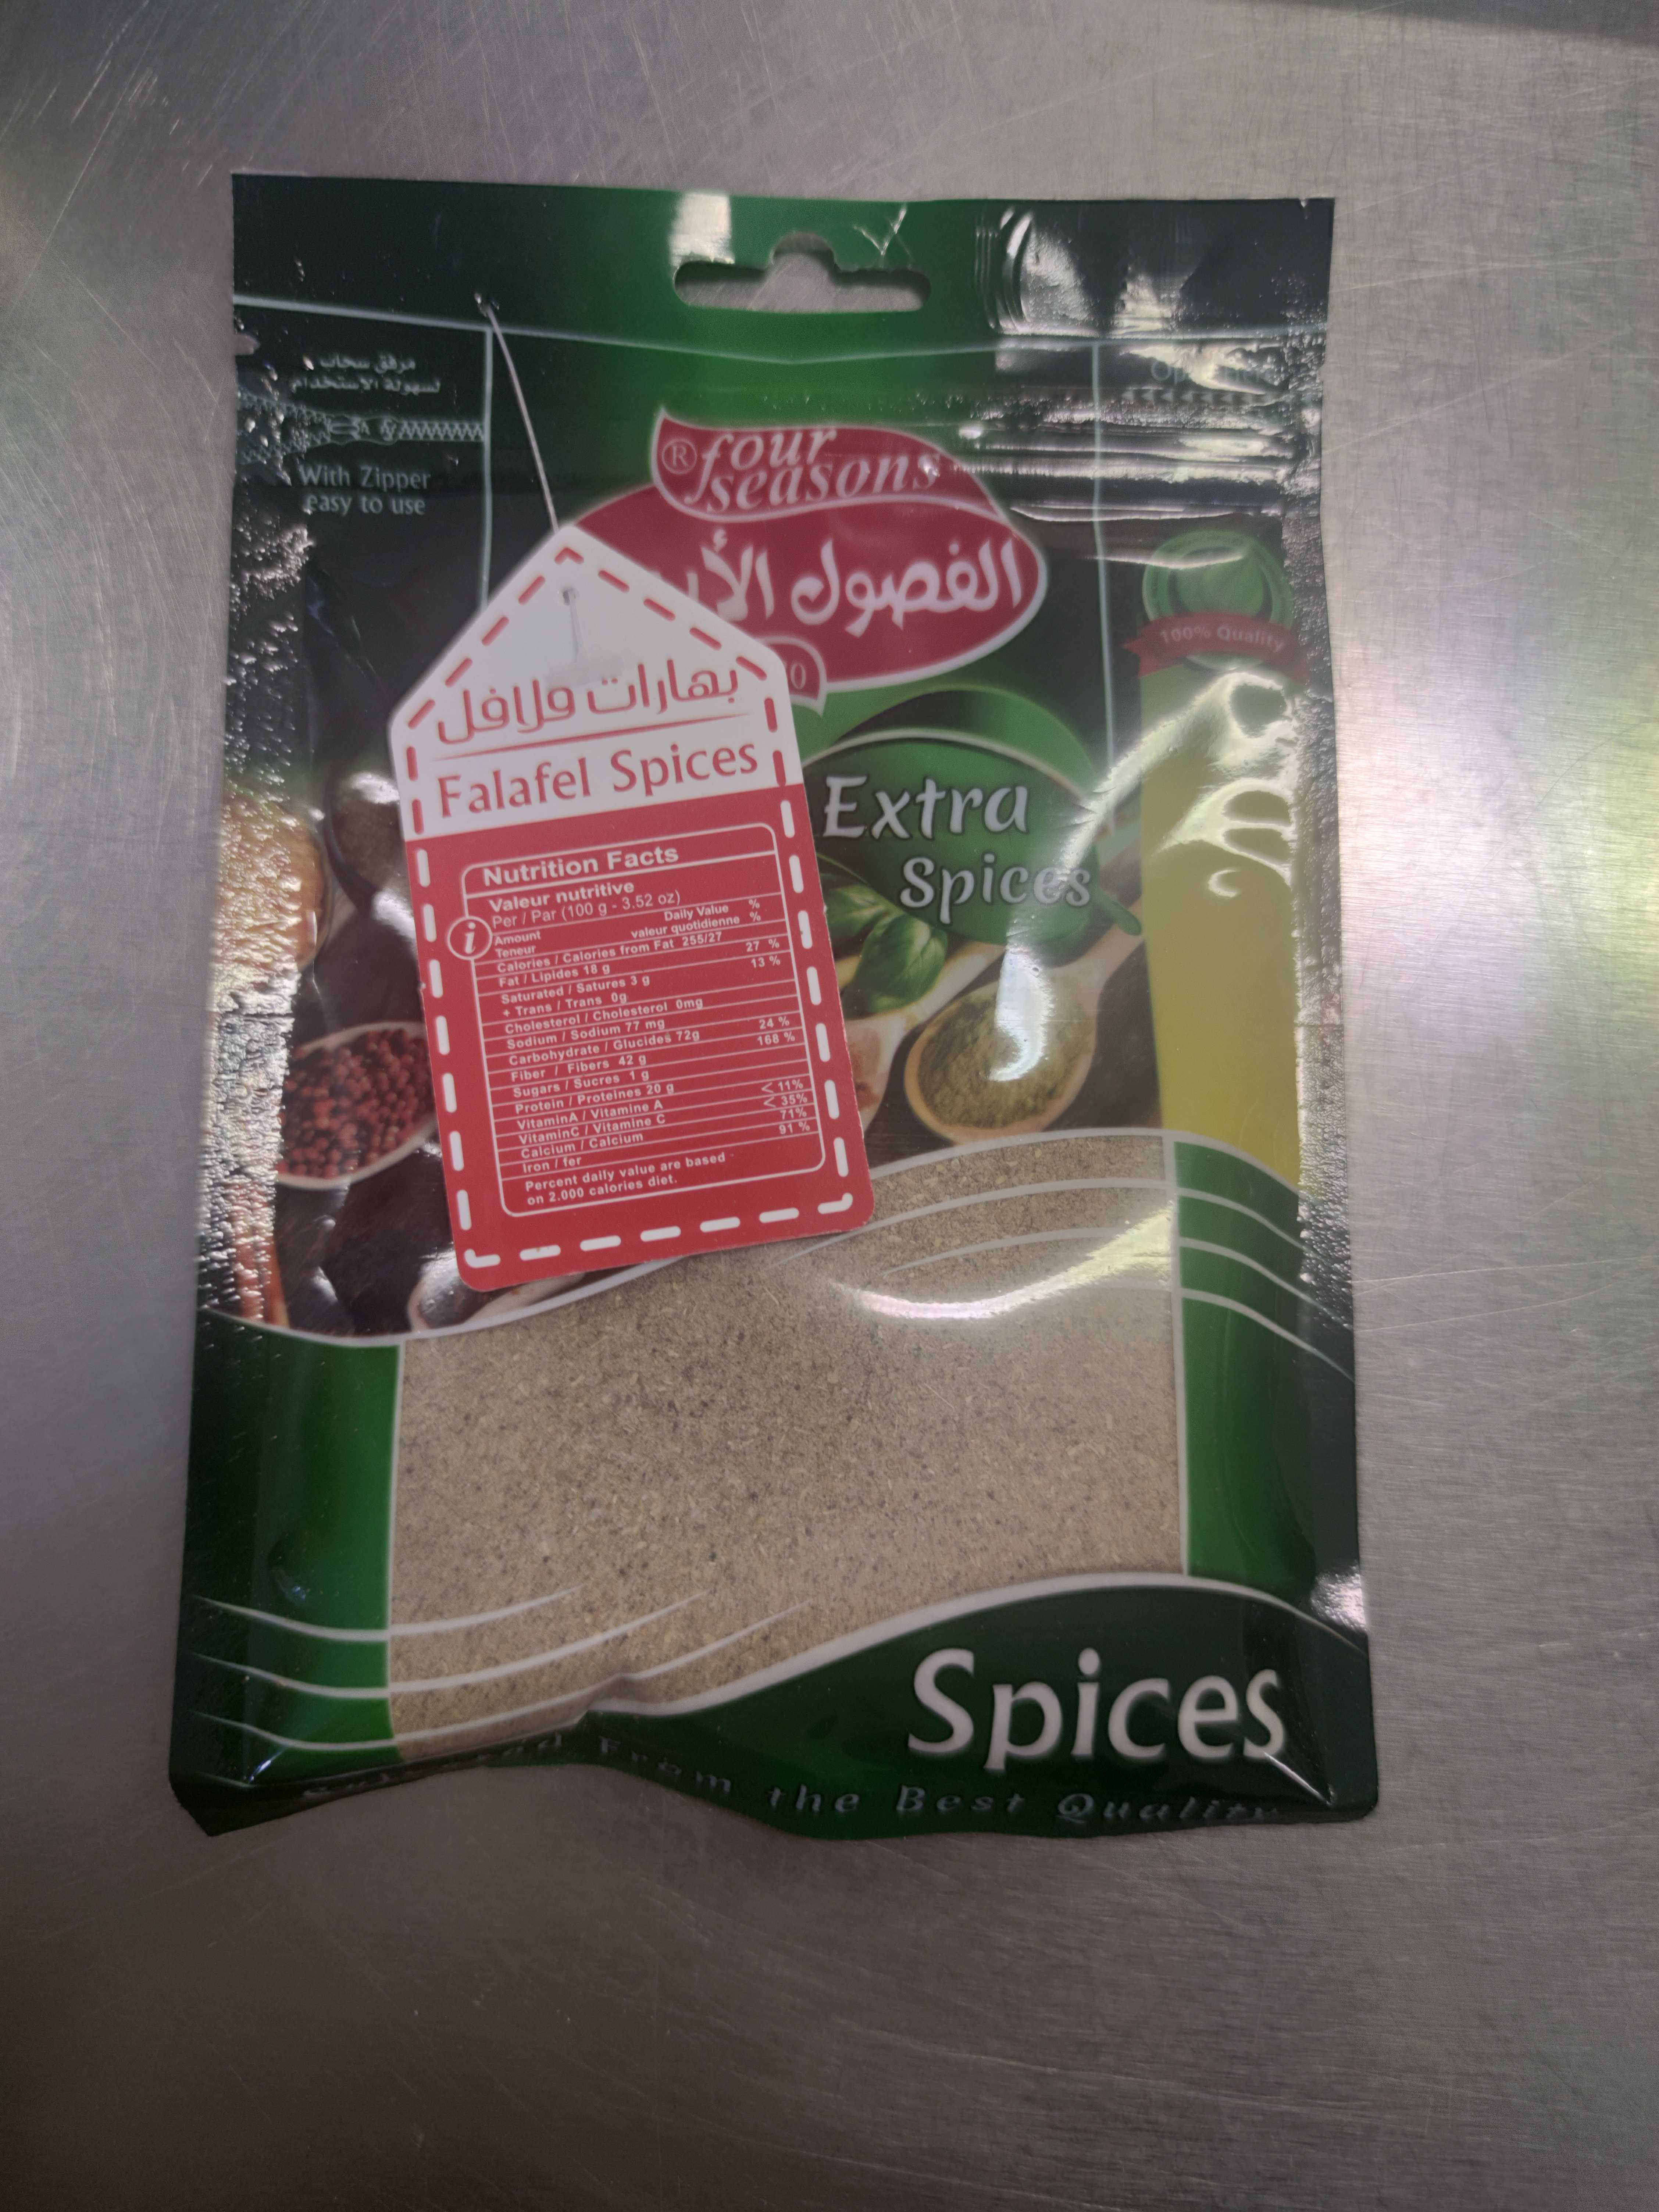 مرفق سحاب
لسهولة الاستخدام
With Zipper
easy to use
® four
seasons
الفصول
100% Quality
بهارات فلافل
Falafel Spices
Extra
Spices
Nutrition Facts
Valeur nutritive
Per / Par (100 g - 3.52 oz)
Amount Daily Value %
Teneur valeur quotidienne %
Calories / Calories from Fat 255/27
Fat / Lipides 18 g 27 %
Saturated / Satures 3 g 13 %
+ Trans / Trans 0g
Cholesterol / Cholesterol 0mg
Sodium / Sodium 77 mg
Carbohydrate / Glucides 72g 24 %
Fiber / Fibers 42 g 168 %
Sugars / Sucres 1 g
Protein / Proteines 20 g
VitaminA / Vitamine A <11%
VitaminC / Vitamine C <35%
Calcium / Calcium 71%
Iron / fer 91 %
Percent daily value are based
on 2.000 calories diet.
Spices
From the Best Quality